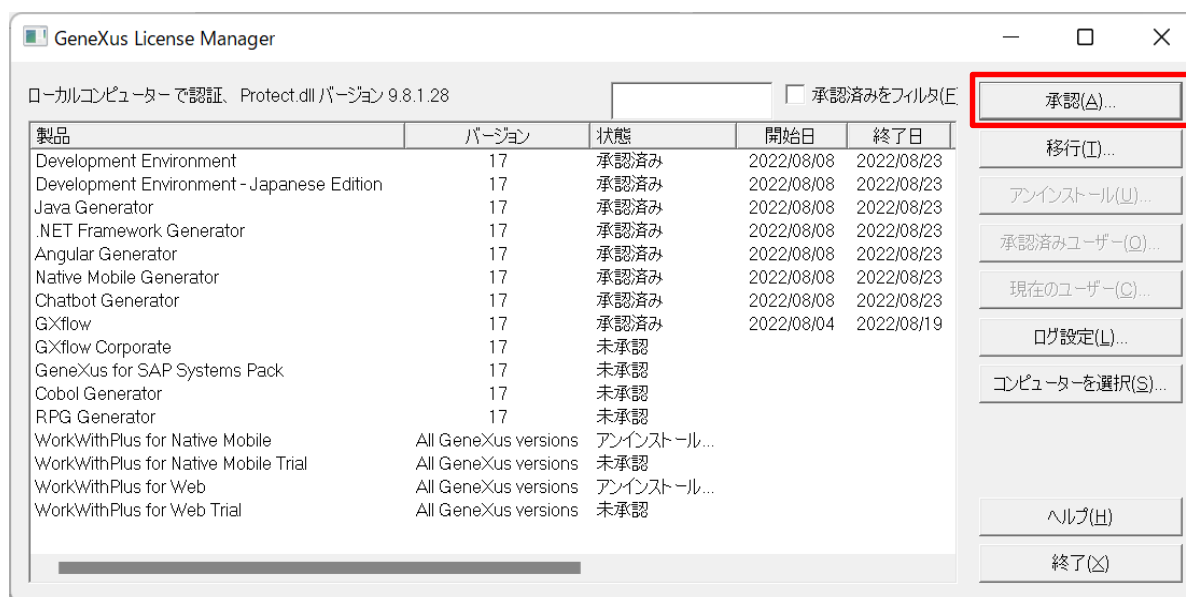 GeneXus License Manager
ローカルコンピューター で認証、 Protect.dll バージョン 9.8.1.28
承認済みをフィルタ(F
承認(A)...
製品 バージョン 状態 開始日 終了日
移行(T)...
Development Environment 17 承認済み 2022/08/08 2022/08/23
Development Environment - Japanese Edition 17 承認済み 2022/08/08 2022/08/23
アンインストール(U)...
Java Generator 17 承認済み 2022/08/08 2022/08/23
.NET Framework Generator 17 承認済み 2022/08/08 2022/08/23
承認済みユーザー(O)...
Angular Generator 17 承認済み 2022/08/08 2022/08/23
Native Mobile Generator 17 承認済み 2022/08/08 2022/08/23
現在のユーザー(C)...
Chatbot Generator 17 承認済み 2022/08/08 2022/08/23
GXflow 17 承認済み 2022/08/04 2022/08/19
ログ設定(L)...
GXflow Corporate 17 未承認
GeneXus for SAP Systems Pack 17 未承認
コンピューターを選択(S)...
Cobol Generator 17 未承認
RPG Generator 17 未承認
WorkWithPlus for Native Mobile All GeneXus versions アンインストール...
WorkWithPlus for Native Mobile Trial All GeneXus versions 未承認
WorkWithPlus for Web All GeneXus versions アンインストール...
WorkWithPlus for Web Trial All GeneXus versions 未承認
ヘルプ(H)
終了(X)